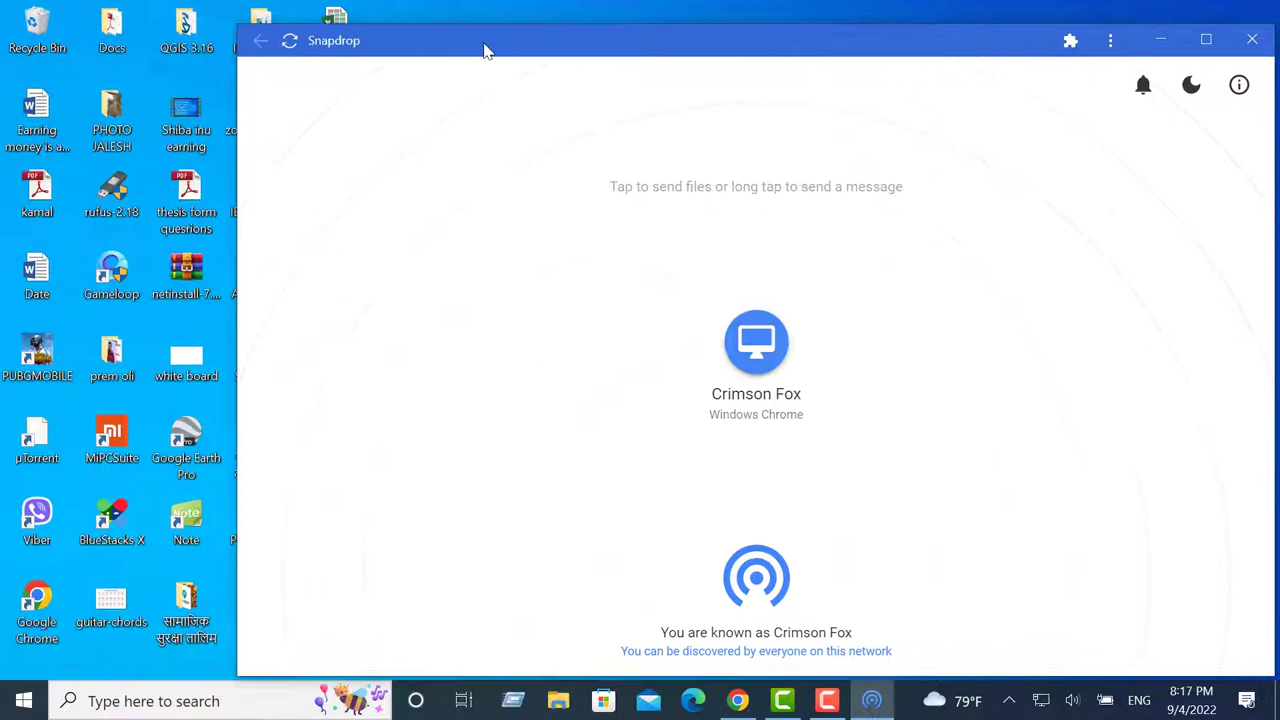 Recycle Bin
Docs
QGIS 3.16
Snapdrop
Earning
money is a...
PHOTO
JALESH
Shiba inu
earning
Tap to send files or long tap to send a message
kamal
rufus-2.18
thesis form
quesrions
Date
Gameloop
netinstall-7....
PUBGMOBILE
prem oli
white board
Crimson Fox
Windows Chrome
µTorrent
MiPCSuite
Google Earth
Pro
Viber
BlueStacks X
Note
Note
Google
Chrome
guitar-chords
सामाजिक
सुरक्षा तालिम
You are known as Crimson Fox
You can be discovered by everyone on this network
Type here to search
79°F
ENG
8:17 PM
9/4/2022